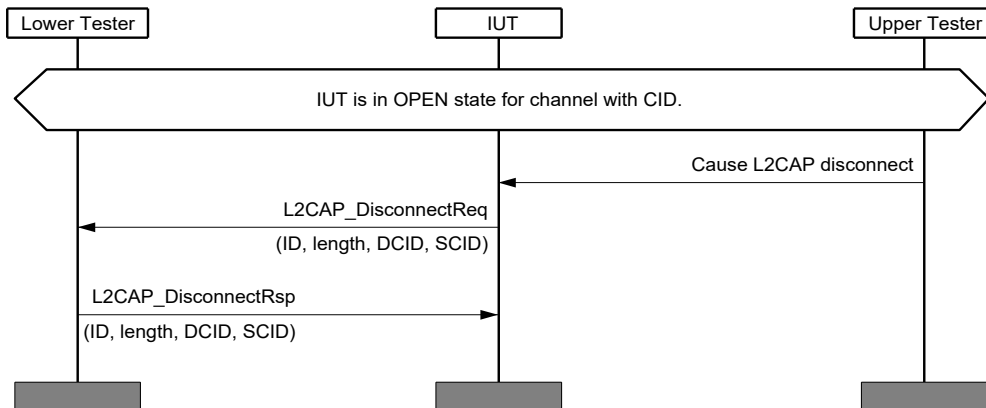 Lower Tester
IUT
Upper Tester
IUT is in OPEN state for channel with CID.
Cause L2CAP disconnect
L2CAP_DisconnectReq
(ID, length, DCID, SCID)
L2CAP_DisconnectRsp
(ID, length, DCID, SCID)